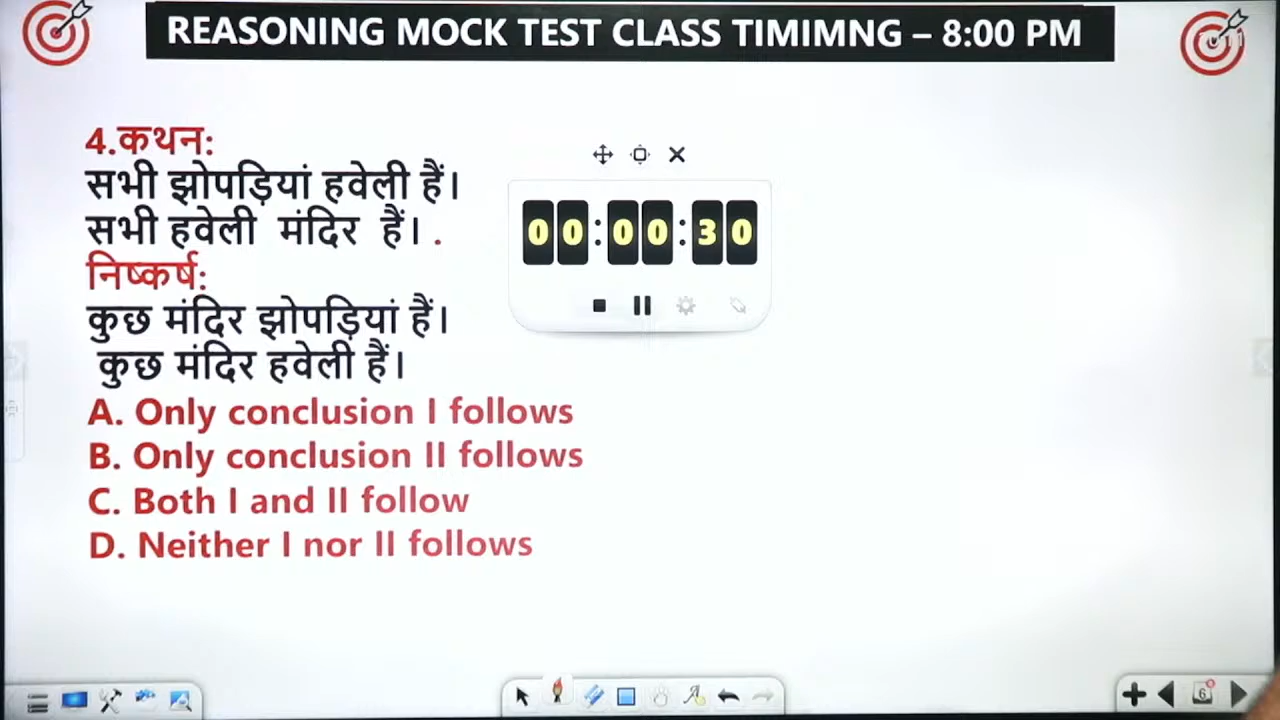 REASONING MOCK TEST CLASS TIMIMNG – 8:00 PM
4.कथन:
सभी झोपड़ियां हवेली हैं।
सभी हवेली मंदिर हैं। .
निष्कर्ष:
कुछ मंदिर झोपड़ियां हैं।
कुछ मंदिर हवेली हैं।
A. Only conclusion I follows
B. Only conclusion II follows
C. Both I and II follow
D. Neither I nor II follows
00:00:30
6